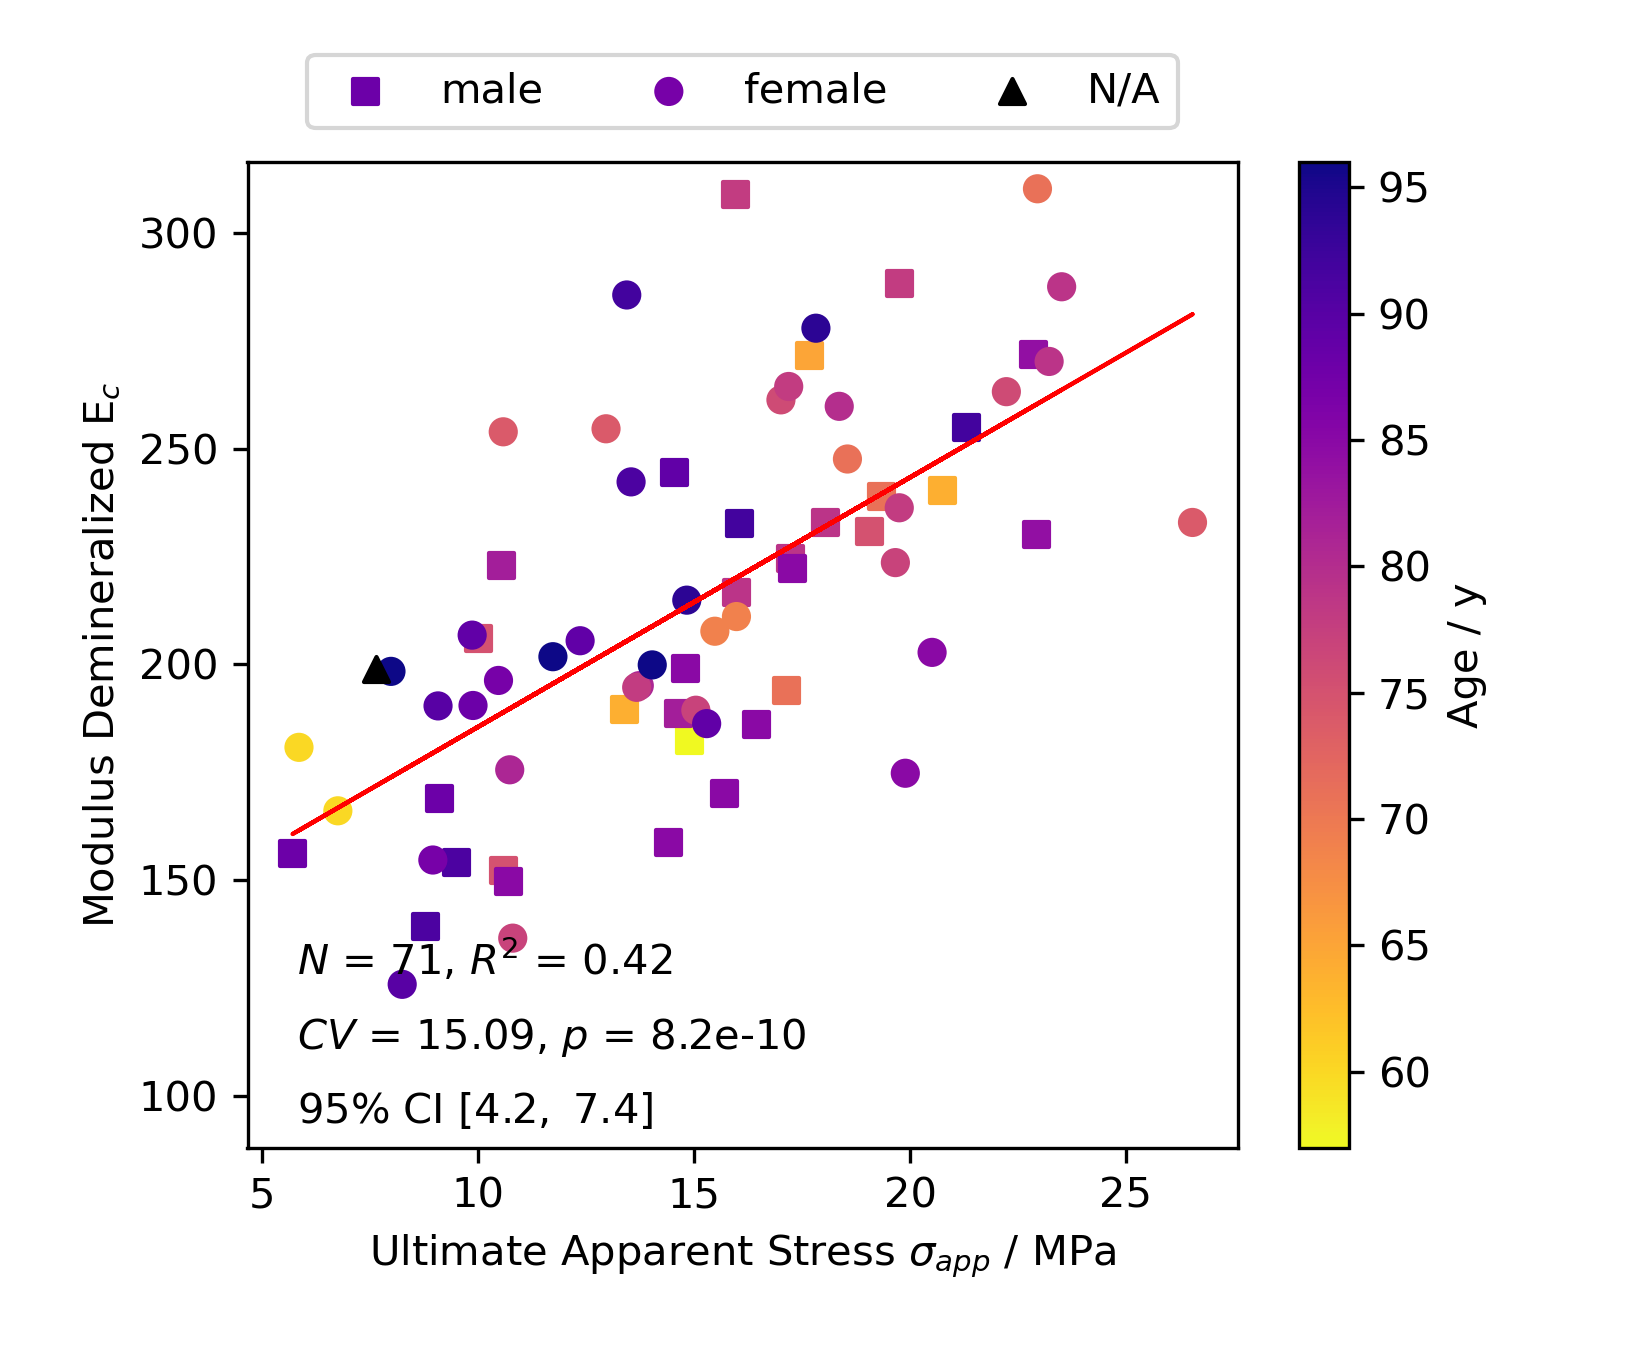 male female N/A
300
250
200
150
100
Modulus Demineralized E_c
N = 71, R² = 0.42
CV = 15.09, p = 8.2e-10
95% CI [4.2, 7.4]
5 10 15 20 25
Ultimate Apparent Stress σ_app / MPa
95
90
85
80
75
70
65
60
Age / y